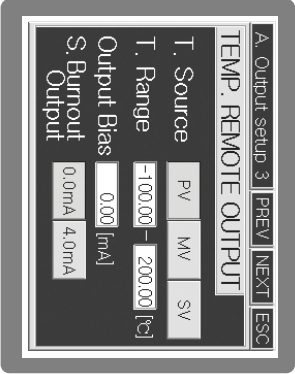 A. Output setup 3 PREV NEXT ESC
TEMP. REMOTE OUTPUT
T. Source PV MV SV
T. Range -100.00 - 200.00 [℃]
Output Bias 0.00 [mA]
S. Burnout Output 0.0mA 4.0mA